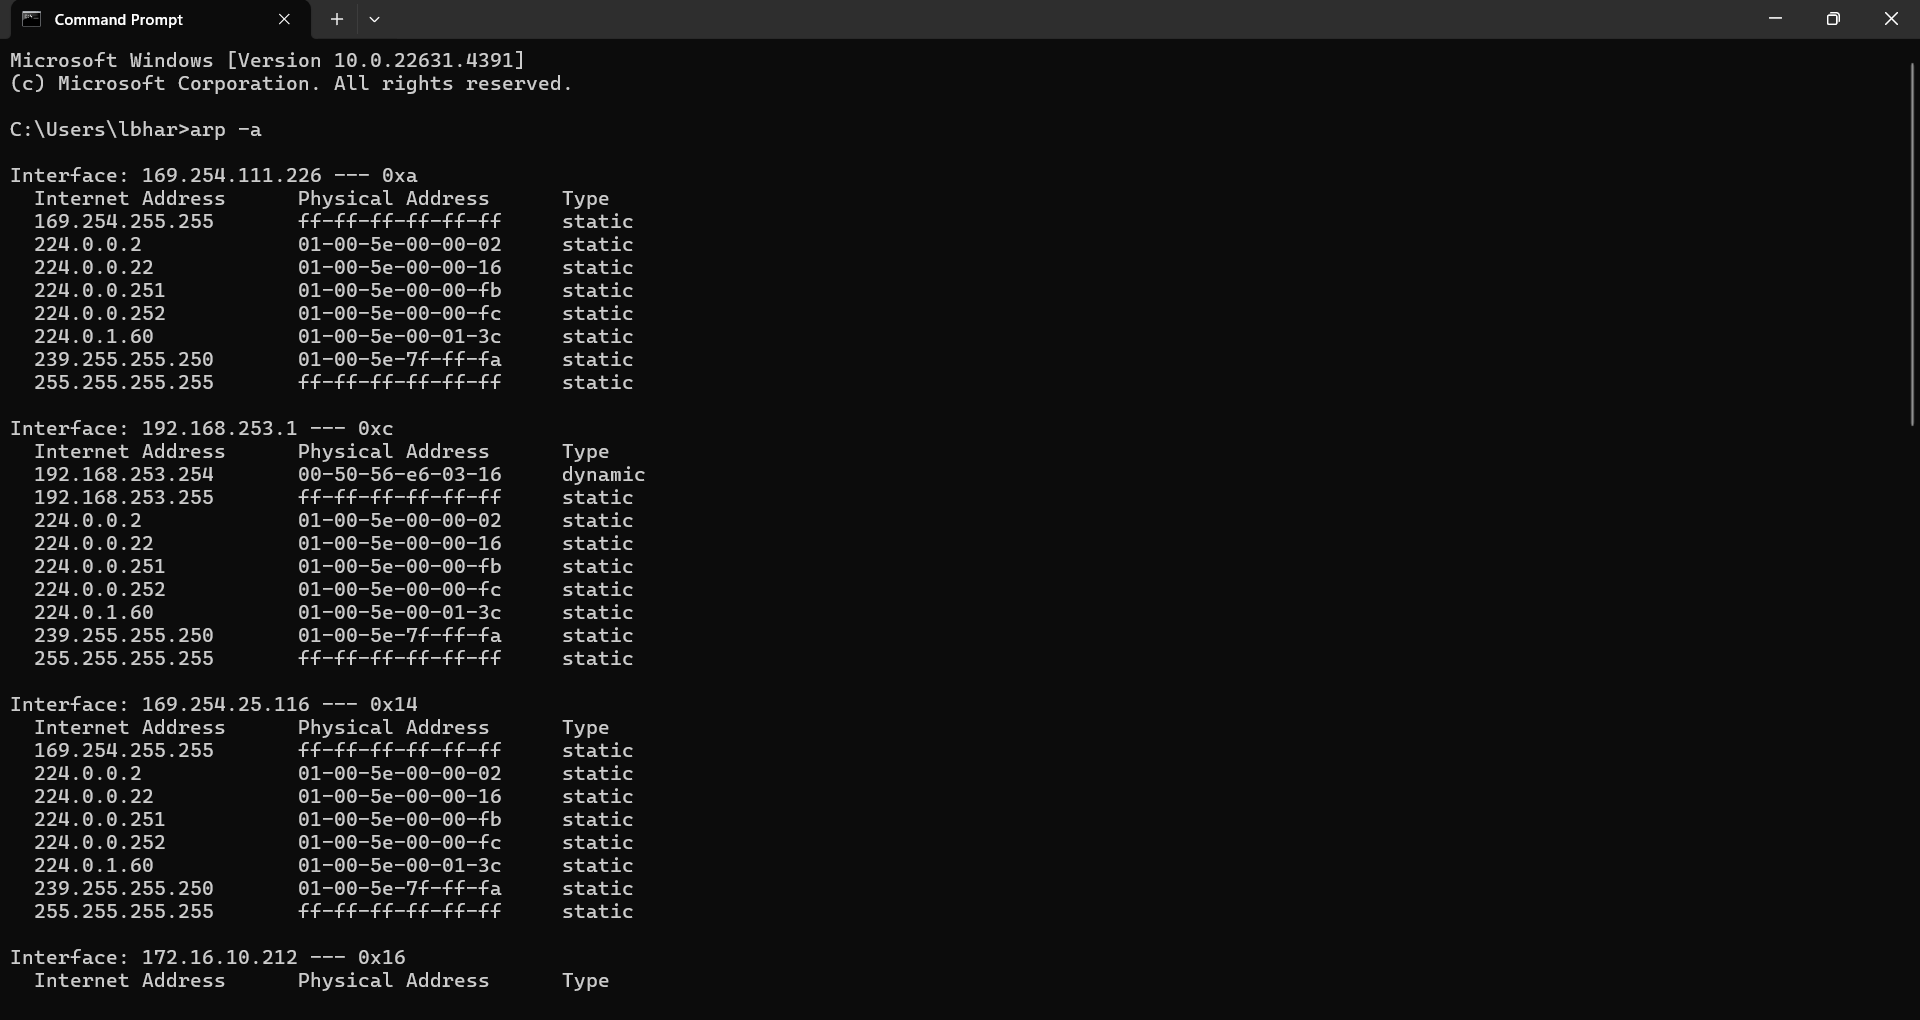 Command Prompt
Microsoft Windows [Version 10.0.22631.4391]
(c) Microsoft Corporation. All rights reserved.
C:\Users\lbhar>arp -a
Interface: 169.254.111.226 --- 0xa
  Internet Address      Physical Address      Type
  169.254.255.255       ff-ff-ff-ff-ff-ff     static
  224.0.0.2             01-00-5e-00-00-02     static
  224.0.0.22            01-00-5e-00-00-16     static
  224.0.0.251           01-00-5e-00-00-fb     static
  224.0.0.252           01-00-5e-00-00-fc     static
  224.0.1.60            01-00-5e-00-01-3c     static
  239.255.255.250       01-00-5e-7f-ff-fa     static
  255.255.255.255       ff-ff-ff-ff-ff-ff     static
Interface: 192.168.253.1 --- 0xc
  Internet Address      Physical Address      Type
  192.168.253.254       00-50-56-e6-03-16     dynamic
  192.168.253.255       ff-ff-ff-ff-ff-ff     static
  224.0.0.2             01-00-5e-00-00-02     static
  224.0.0.22            01-00-5e-00-00-16     static
  224.0.0.251           01-00-5e-00-00-fb     static
  224.0.0.252           01-00-5e-00-00-fc     static
  224.0.1.60            01-00-5e-00-01-3c     static
  239.255.255.250       01-00-5e-7f-ff-fa     static
  255.255.255.255       ff-ff-ff-ff-ff-ff     static
Interface: 169.254.25.116 --- 0x14
  Internet Address      Physical Address      Type
  169.254.255.255       ff-ff-ff-ff-ff-ff     static
  224.0.0.2             01-00-5e-00-00-02     static
  224.0.0.22            01-00-5e-00-00-16     static
  224.0.0.251           01-00-5e-00-00-fb     static
  224.0.0.252           01-00-5e-00-00-fc     static
  224.0.1.60            01-00-5e-00-01-3c     static
  239.255.255.250       01-00-5e-7f-ff-fa     static
  255.255.255.255       ff-ff-ff-ff-ff-ff     static
Interface: 172.16.10.212 --- 0x16
  Internet Address      Physical Address      Type